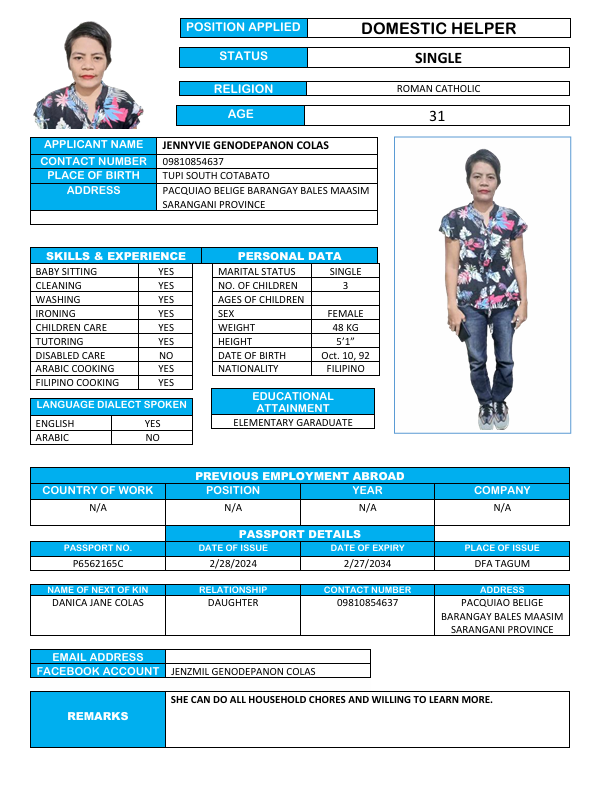 POSITION APPLIED DOMESTIC HELPER
STATUS SINGLE
RELIGION ROMAN CATHOLIC
AGE 31
APPLICANT NAME JENNYVIE GENODEPANON COLAS
CONTACT NUMBER 09810854637
PLACE OF BIRTH TUPI SOUTH COTABATO
ADDRESS PACQUIAO BELIGE BARANGAY BALES MAASIM
SARANGANI PROVINCE
SKILLS & EXPERIENCE
BABY SITTING YES
CLEANING YES
WASHING YES
IRONING YES
CHILDREN CARE YES
TUTORING YES
DISABLED CARE NO
ARABIC COOKING YES
FILIPINO COOKING YES
LANGUAGE DIALECT SPOKEN
ENGLISH YES
ARABIC NO
PERSONAL DATA
MARITAL STATUS SINGLE
NO. OF CHILDREN 3
AGES OF CHILDREN
SEX FEMALE
WEIGHT 48 KG
HEIGHT 5’1”
DATE OF BIRTH Oct. 10, 92
NATIONALITY FILIPINO
EDUCATIONAL
ATTAINMENT
ELEMENTARY GARADUATE
PREVIOUS EMPLOYMENT ABROAD
COUNTRY OF WORK POSITION YEAR COMPANY
N/A N/A N/A N/A
PASSPORT DETAILS
PASSPORT NO. DATE OF ISSUE DATE OF EXPIRY PLACE OF ISSUE
P6562165C 2/28/2024 2/27/2034 DFA TAGUM
NAME OF NEXT OF KIN RELATIONSHIP CONTACT NUMBER ADDRESS
DANICA JANE COLAS DAUGHTER 09810854637 PACQUIAO BELIGE
BARANGAY BALES MAASIM
SARANGANI PROVINCE
EMAIL ADDRESS
FACEBOOK ACCOUNT JENZMIL GENODEPANON COLAS
REMARKS SHE CAN DO ALL HOUSEHOLD CHORES AND WILLING TO LEARN MORE.